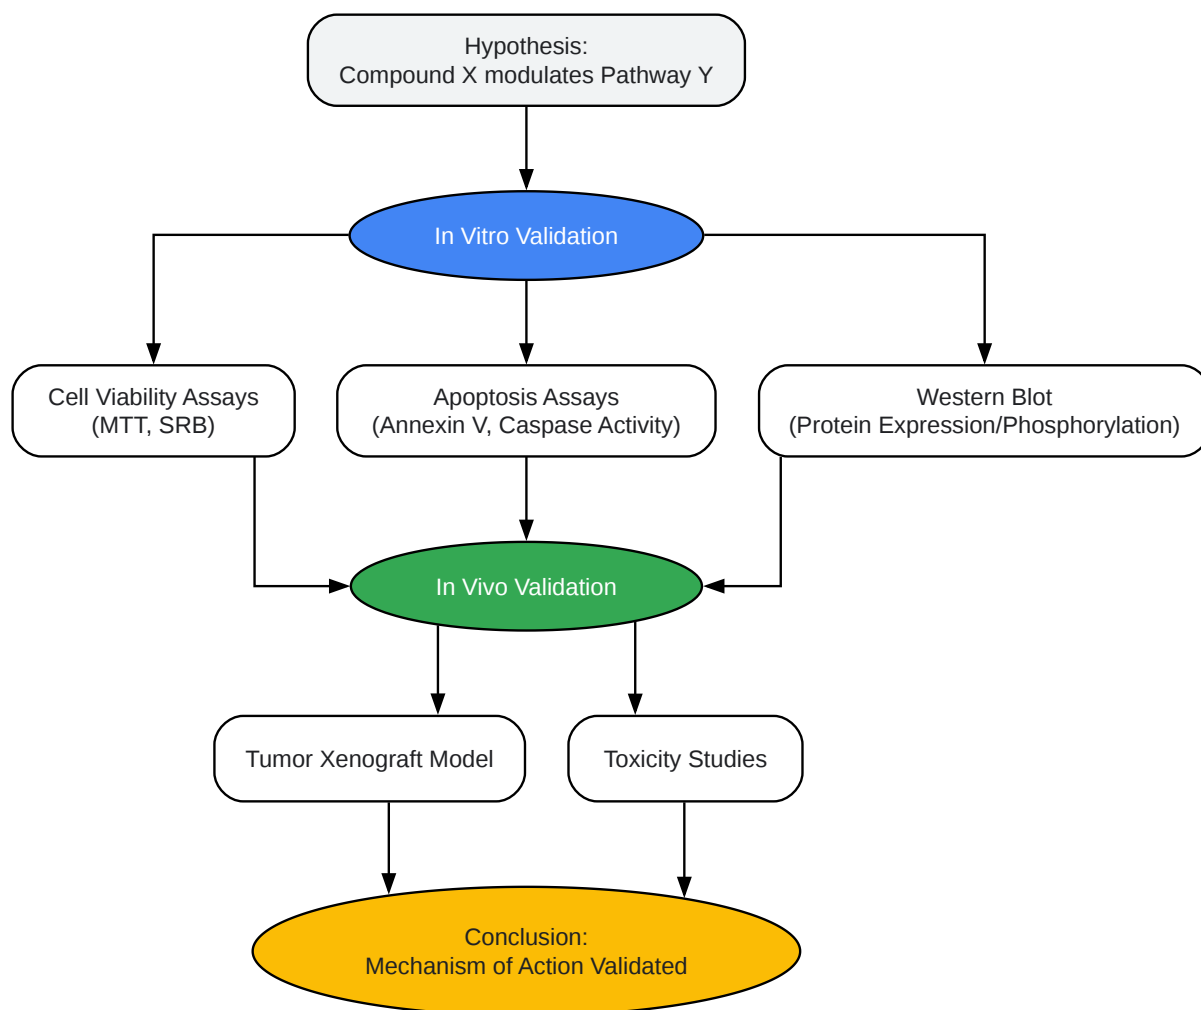 Hypothesis:
Compound X modulates Pathway Y
In Vitro Validation
Cell Viability Assays
(MTT, SRB)
Apoptosis Assays
(Annexin V, Caspase Activity)
Western Blot
(Protein Expression/Phosphorylation)
In Vivo Validation
Tumor Xenograft Model
Toxicity Studies
Conclusion:
Mechanism of Action Validated